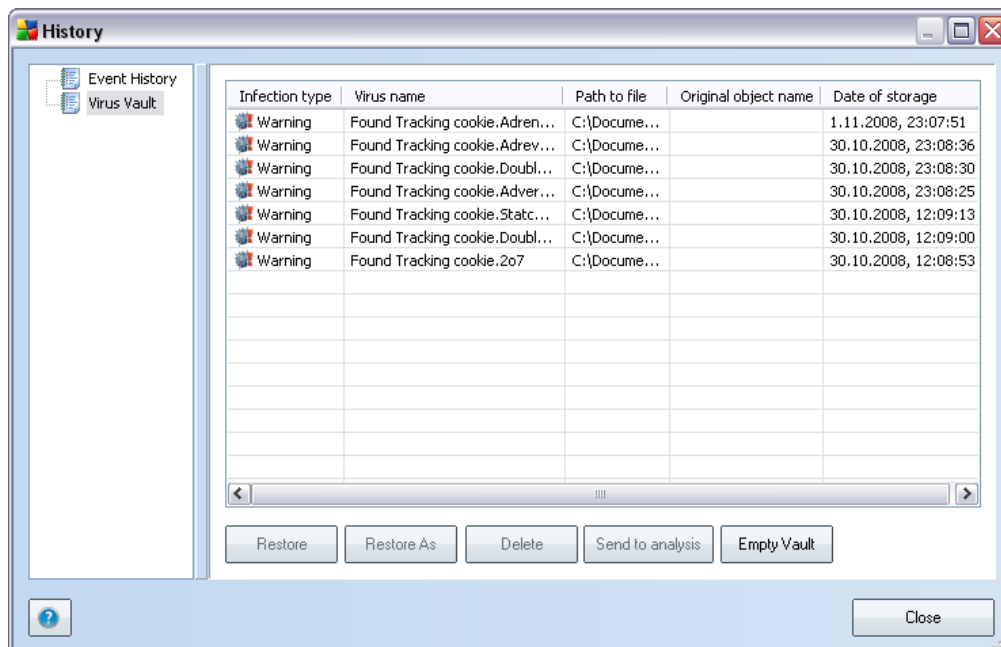 History
Event History
Virus Vault
Infection type Virus name Path to file Original object name Date of storage
Warning Found Tracking cookie.Adren... C:\Docume... 1.11.2008, 23:07:51
Warning Found Tracking cookie.Adrev... C:\Docume... 30.10.2008, 23:08:36
Warning Found Tracking cookie.Doubl... C:\Docume... 30.10.2008, 23:08:30
Warning Found Tracking cookie.Adver... C:\Docume... 30.10.2008, 23:08:25
Warning Found Tracking cookie.Statc... C:\Docume... 30.10.2008, 12:09:13
Warning Found Tracking cookie.Doubl... C:\Docume... 30.10.2008, 12:09:00
Warning Found Tracking cookie.2o7 C:\Docume... 30.10.2008, 12:08:53
Restore Restore As Delete Send to analysis Empty Vault
? Close